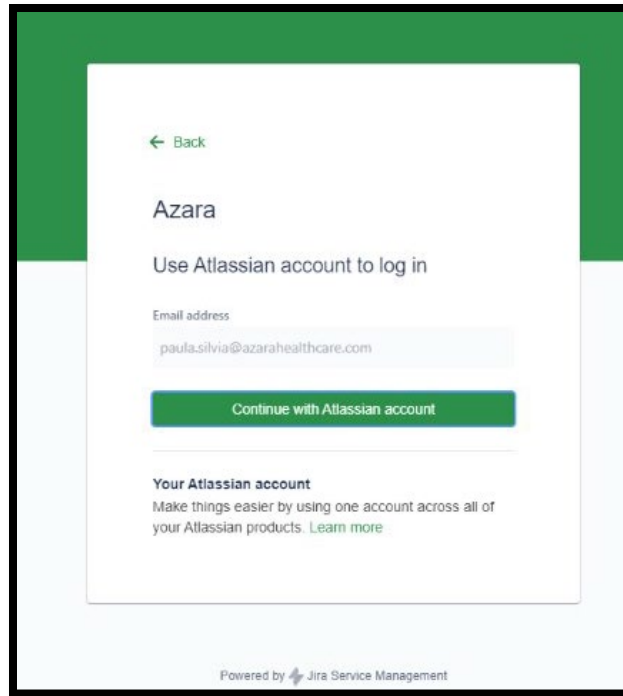 ← Back
Azara
Use Atlassian account to log in
Email address
paula.silvia@azarahealthcare.com
Continue with Atlassian account
Your Atlassian account
Make things easier by using one account across all of
your Atlassian products. Learn more
Powered by Jira Service Management